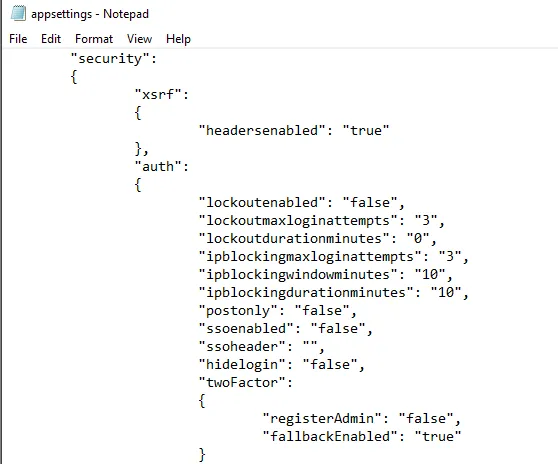 appsettings - Notepad
File Edit Format View Help
"security":
{
"xsrf":
{
"headersenabled": "true"
},
"auth":
{
"lockoutenabled": "false",
"lockoutmaxloginattempts": "3",
"lockoutdurationminutes": "0",
"ipblockingmaxloginattempts": "3",
"ipblockingwindowminutes": "10",
"ipblockingdurationminutes": "10",
"postonly": "false",
"ssoenabled": "false",
"ssoheader": "",
"hidelogin": "false",
"twoFactor":
{
"registerAdmin": "false",
"fallbackEnabled": "true"
}